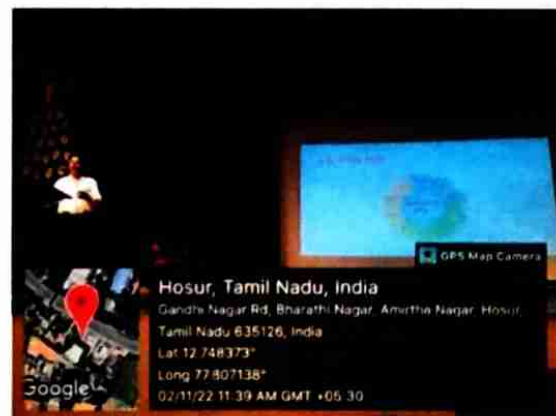 GPS Map Camera
Hosur, Tamil Nadu, India
Gandhi Nagar Rd, Bharathi Nagar, Amirtha Nagar, Hosur,
Tamil Nadu 635126, India
Lat 12.748373°
Long 77.807138°
02/11/22 11:39 AM GMT +05:30
Google